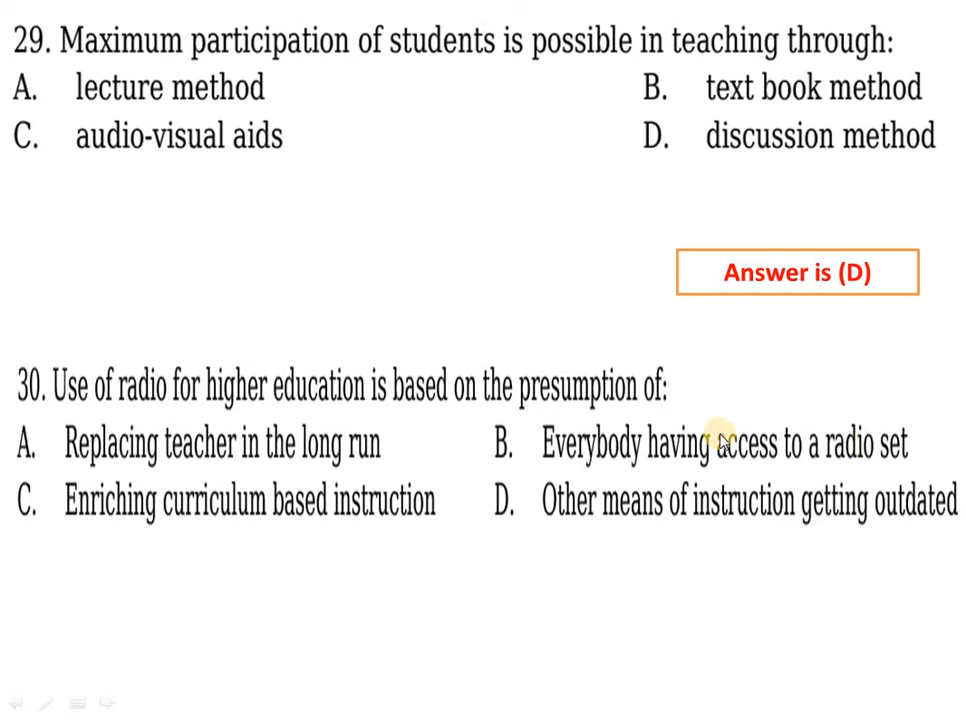 29. Maximum participation of students is possible in teaching through:
A. lecture method B. text book method
C. audio-visual aids D. discussion method
Answer is (D)
30. Use of radio for higher education is based on the presumption of:
A. Replacing teacher in the long run B. Everybody having access to a radio set
C. Enriching curriculum based instruction D. Other means of instruction getting outdated